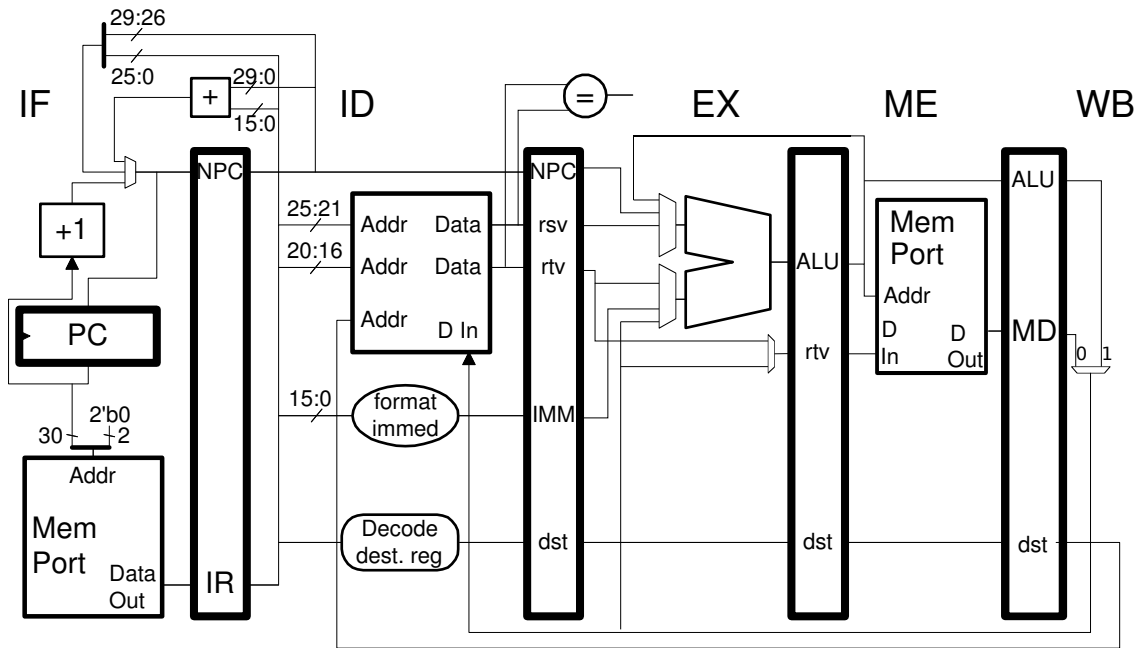 29:26
25:0
29:0
15:0
IF
ID
EX
ME
WB
+
=
NPC
NPC
ALU
+1
25:21
Addr
Data
rsv
Mem
Port
20:16
Addr
Data
rtv
ALU
Addr
PC
Addr
D In
D
In
D
Out
MD
0
1
rtv
15:0
format
immed
IMM
2'b0
30
2
Addr
Mem
Port
Data
Out
IR
Decode
dest. reg
dst
dst
dst